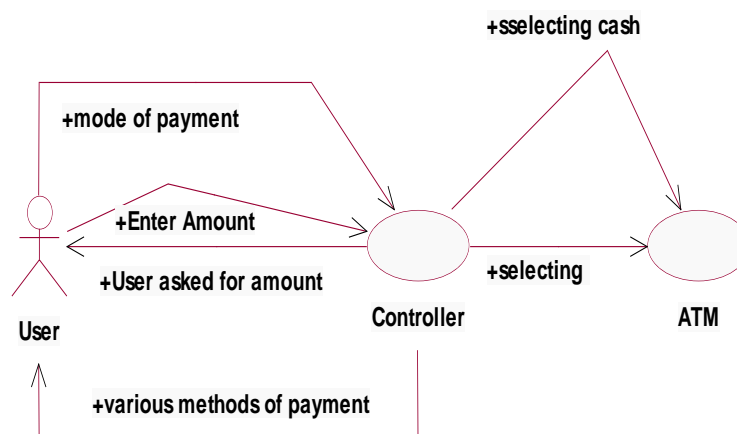 +sselecting cash
+mode of payment
+Enter Amount
+User asked for amount
+selecting
User
Controller
ATM
+various methods of payment